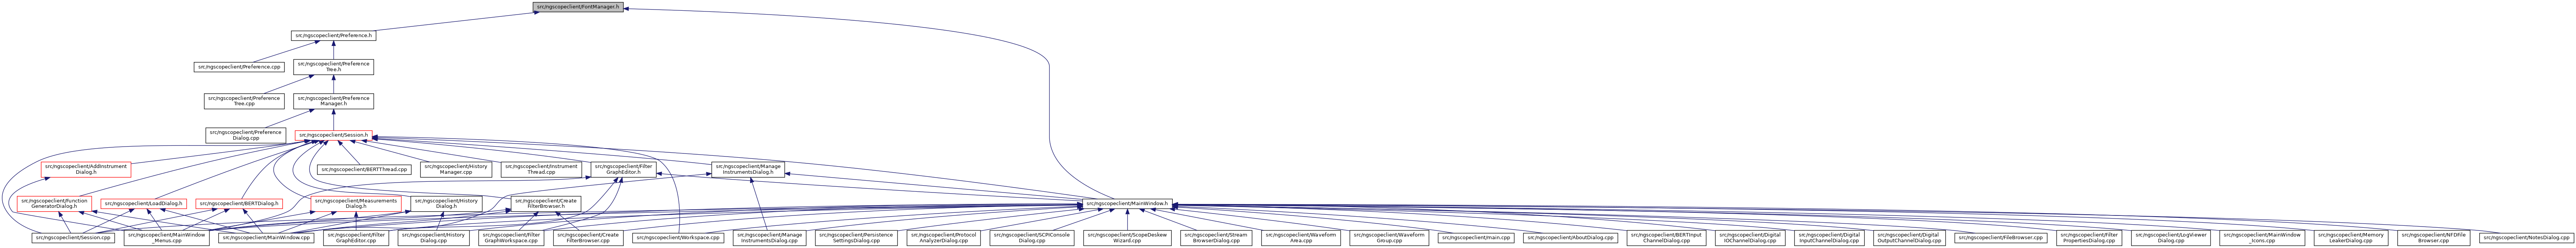 src/ngscopeclient/FontManager.h
src/ngscopeclient/Preference.h
src/ngscopeclient/Preference.cpp
src/ngscopeclient/Preference
Tree.h
src/ngscopeclient/Preference
Tree.cpp
src/ngscopeclient/Preference
Manager.h
src/ngscopeclient/Preference
Dialog.cpp
src/ngscopeclient/Session.h
src/ngscopeclient/AddInstrument
Dialog.h
src/ngscopeclient/BERTThread.cpp
src/ngscopeclient/History
Manager.cpp
src/ngscopeclient/Instrument
Thread.cpp
src/ngscopeclient/Filter
GraphEditor.h
src/ngscopeclient/Manage
InstrumentsDialog.h
src/ngscopeclient/Function
GeneratorDialog.h
src/ngscopeclient/LoadDialog.h
src/ngscopeclient/BERTDialog.h
src/ngscopeclient/Measurements
Dialog.h
src/ngscopeclient/History
Dialog.h
src/ngscopeclient/Create
FilterBrowser.h
src/ngscopeclient/MainWindow.h
src/ngscopeclient/Session.cpp
src/ngscopeclient/MainWindow
_Menus.cpp
src/ngscopeclient/MainWindow.cpp
src/ngscopeclient/Filter
GraphEditor.cpp
src/ngscopeclient/History
Dialog.cpp
src/ngscopeclient/Filter
GraphWorkspace.cpp
src/ngscopeclient/Create
FilterBrowser.cpp
src/ngscopeclient/Workspace.cpp
src/ngscopeclient/Manage
InstrumentsDialog.cpp
src/ngscopeclient/Persistence
SettingsDialog.cpp
src/ngscopeclient/Protocol
AnalyzerDialog.cpp
src/ngscopeclient/SCPIConsole
Dialog.cpp
src/ngscopeclient/ScopeDeskew
Wizard.cpp
src/ngscopeclient/Stream
BrowserDialog.cpp
src/ngscopeclient/Waveform
Area.cpp
src/ngscopeclient/Waveform
Group.cpp
src/ngscopeclient/main.cpp
src/ngscopeclient/AboutDialog.cpp
src/ngscopeclient/BERTInput
ChannelDialog.cpp
src/ngscopeclient/Digital
IOChannelDialog.cpp
src/ngscopeclient/Digital
InputChannelDialog.cpp
src/ngscopeclient/Digital
OutputChannelDialog.cpp
src/ngscopeclient/FileBrowser.cpp
src/ngscopeclient/Filter
PropertiesDialog.cpp
src/ngscopeclient/LogViewer
Dialog.cpp
src/ngscopeclient/MainWindow
_Icons.cpp
src/ngscopeclient/Memory
LeakerDialog.cpp
src/ngscopeclient/NFDFile
Browser.cpp
src/ngscopeclient/NotesDialog.cpp